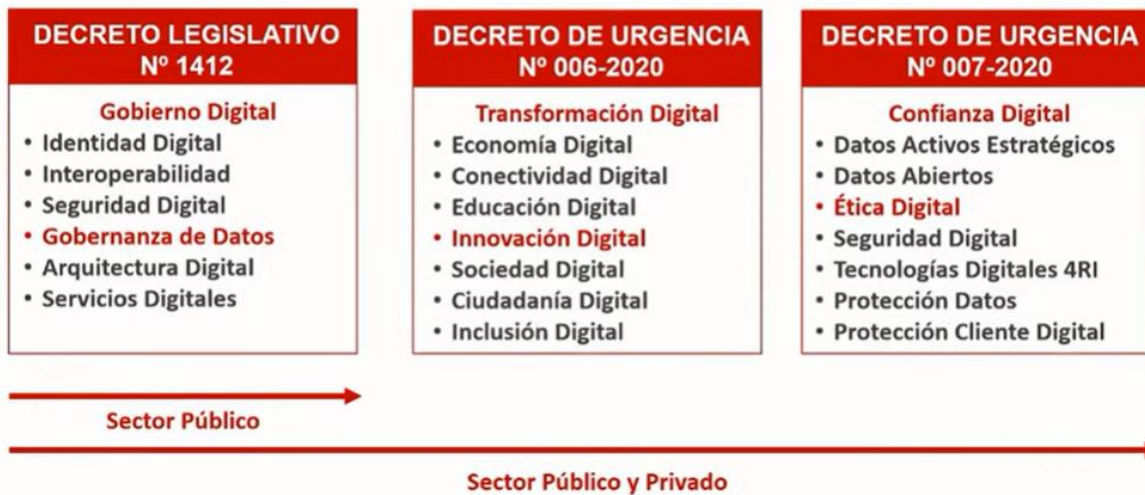 DECRETO LEGISLATIVO
Nº 1412
Gobierno Digital
• Identidad Digital
• Interoperabilidad
• Seguridad Digital
• Gobernanza de Datos
• Arquitectura Digital
• Servicios Digitales
DECRETO DE URGENCIA
Nº 006-2020
Transformación Digital
• Economía Digital
• Conectividad Digital
• Educación Digital
• Innovación Digital
• Sociedad Digital
• Ciudadanía Digital
• Inclusión Digital
DECRETO DE URGENCIA
Nº 007-2020
Confianza Digital
• Datos Activos Estratégicos
• Datos Abiertos
• Ética Digital
• Seguridad Digital
• Tecnologías Digitales 4RI
• Protección Datos
• Protección Cliente Digital
Sector Público
Sector Público y Privado